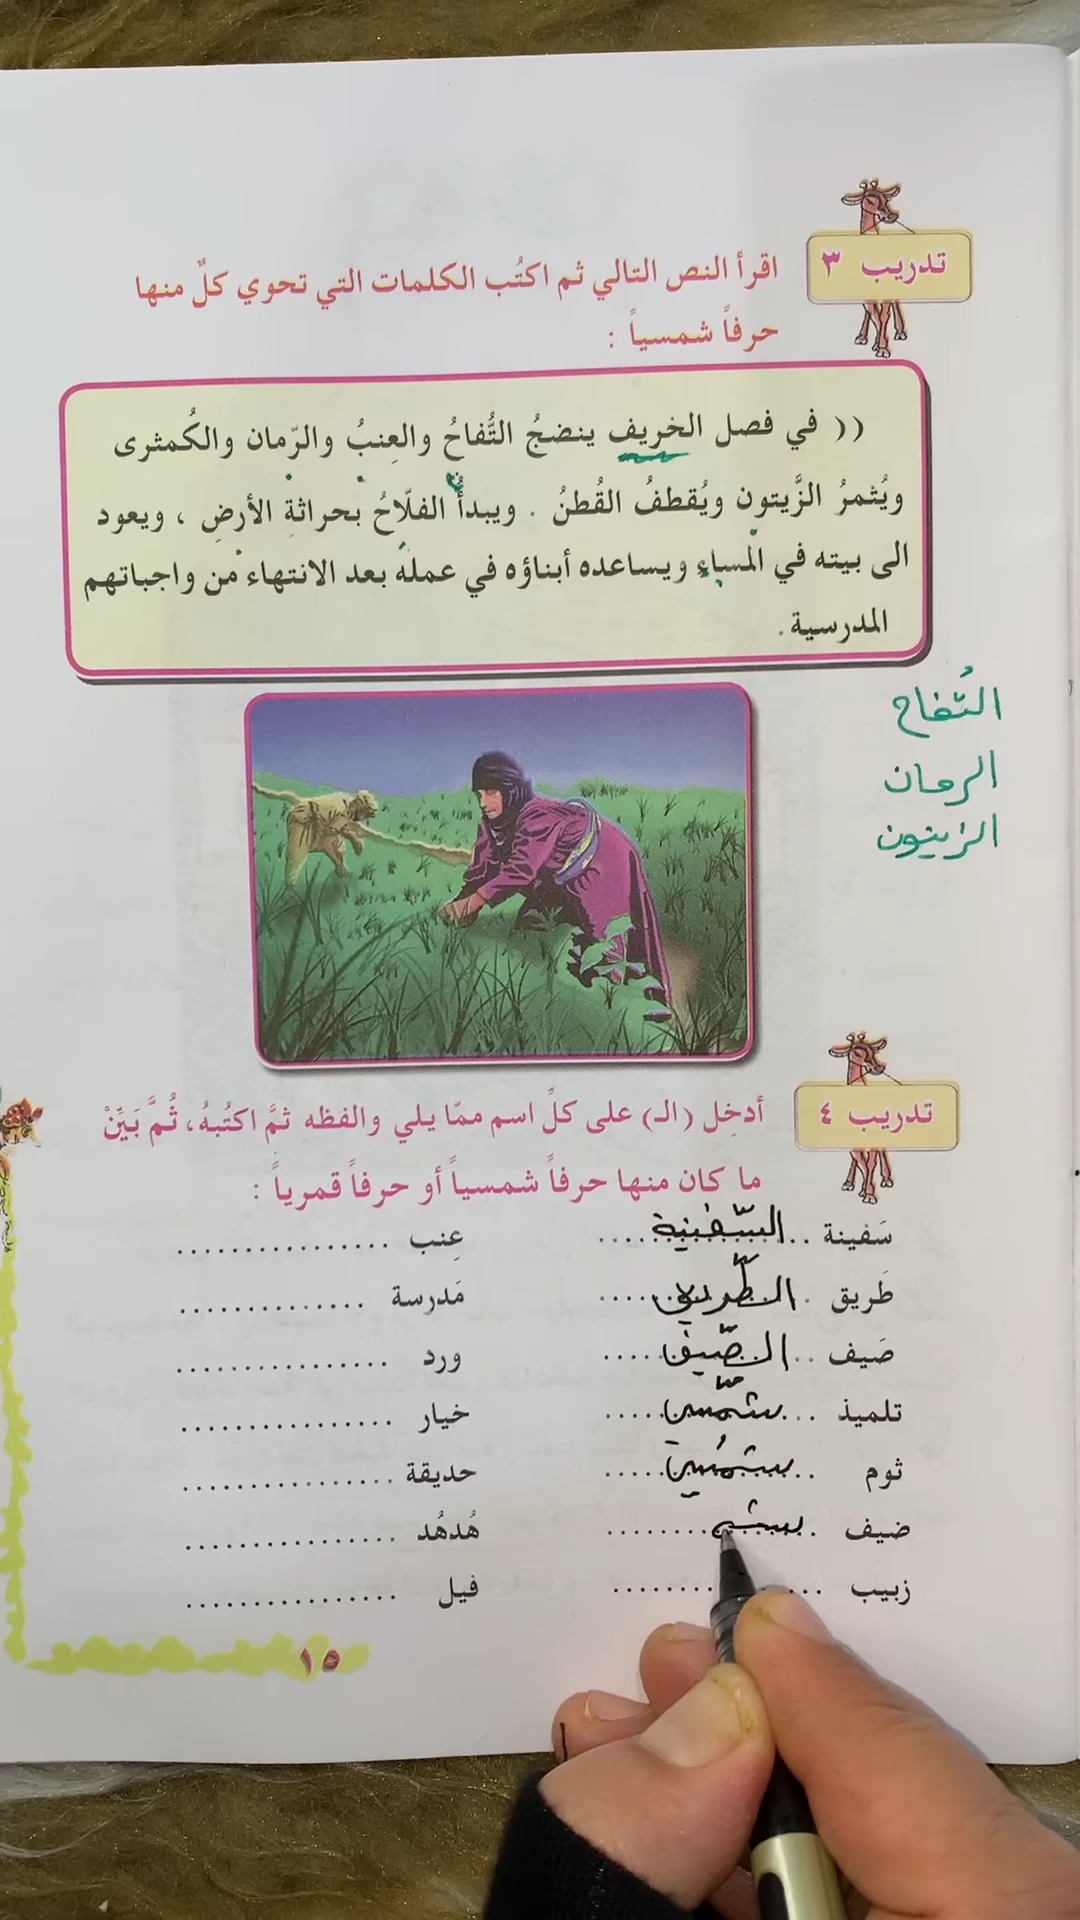 تدريب ٣
اقرأ النص التالي ثم اكتُب الكلمات التي تحوي كلٌ منها
حرفاً شمسياً :
(( في فصل الخريف ينضجُ التُّفاحُ والعِنبُ والرّمان والكُمثرى
ويُثمرُ الزَّيتون ويُقطفُ القُطنُ . ويبدأُ الفلّاحُ بحراثةِ الأرضِ ، ويعود
الى بيته في المساء ويساعده أبناؤه في عمله بعد الانتهاء من واجباتهم
المدرسية .
التُفاح
الرمان
الزيتون
تدريب ٤
أدخِل (الـ) على كلِّ اسم ممّا يلي والفظه ثمَّ اكتُبهُ، ثُمَّ بَيِّنْ
ما كان منها حرفاً شمسياً أو حرفاً قمرياً :
سَفينة .. السّفينة .... عِنب ................
طَريق . الطّريق .... مَدرسة ..............
صَيف .. الصّيف .... ورد ................
تلميذ ... شمسي .... خيار ................
ثوم .. شمسي .... حديقة ................
ضيف . ........ هُدهُد ................
زبيب ........ فيل ................
١٥